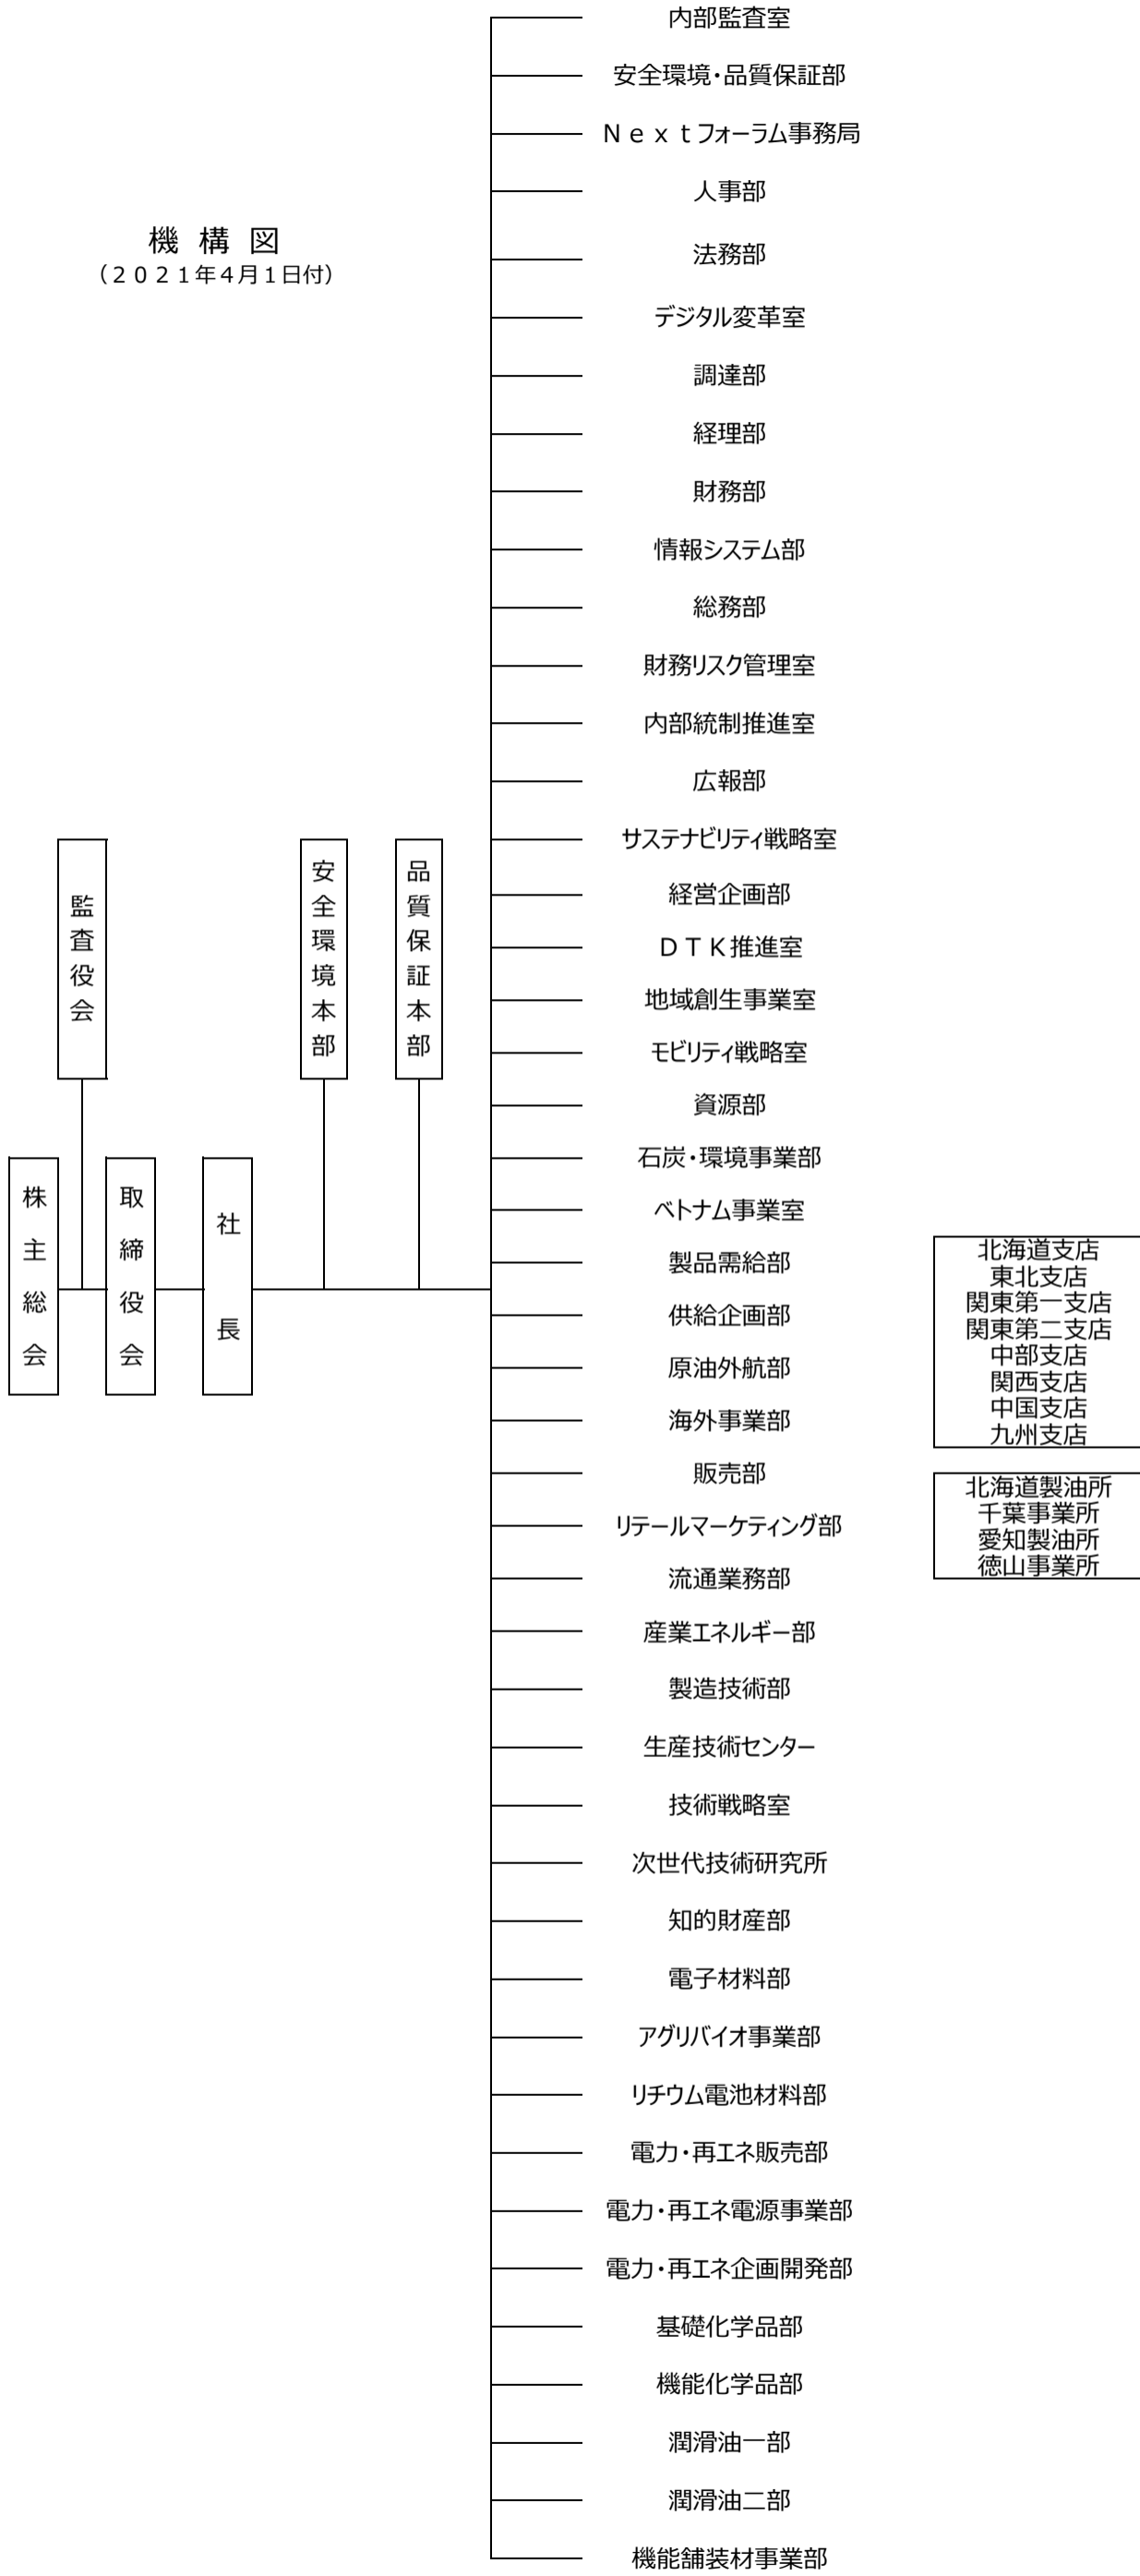 機 構 図
（２０２１年４月１日付）
監査役会
安全環境本部
品質保証本部
株主総会
取締役会
社長
内部監査室
安全環境・品質保証部
Ｎｅｘｔフォーラム事務局
人事部
法務部
デジタル変革室
調達部
経理部
財務部
情報システム部
総務部
財務リスク管理室
内部統制推進室
広報部
サステナビリティ戦略室
経営企画部
ＤＴＫ推進室
地域創生事業室
モビリティ戦略室
資源部
石炭・環境事業部
ベトナム事業室
製品需給部
供給企画部
原油外航部
海外事業部
販売部
リテールマーケティング部
流通業務部
産業エネルギー部
製造技術部
生産技術センター
技術戦略室
次世代技術研究所
知的財産部
電子材料部
アグリバイオ事業部
リチウム電池材料部
電力・再エネ販売部
電力・再エネ電源事業部
電力・再エネ企画開発部
基礎化学品部
機能化学品部
潤滑油一部
潤滑油二部
機能舗装材事業部
北海道支店
東北支店
関東第一支店
関東第二支店
中部支店
関西支店
中国支店
九州支店
北海道製油所
千葉事業所
愛知製油所
徳山事業所